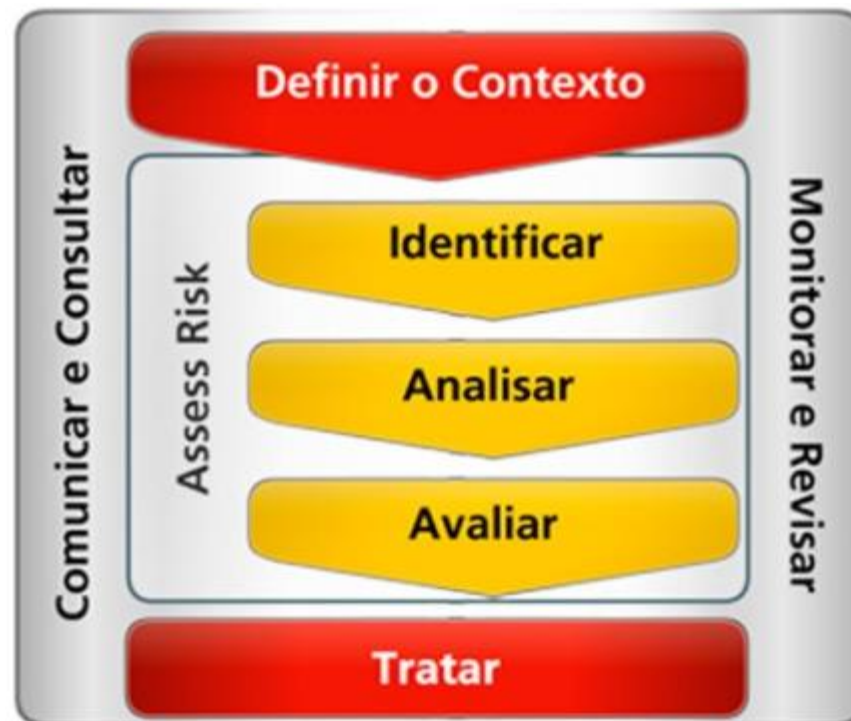 Definir o Contexto
Comunicar e Consultar
Assess Risk
Identificar
Analisar
Avaliar
Monitorar e Revisar
Tratar